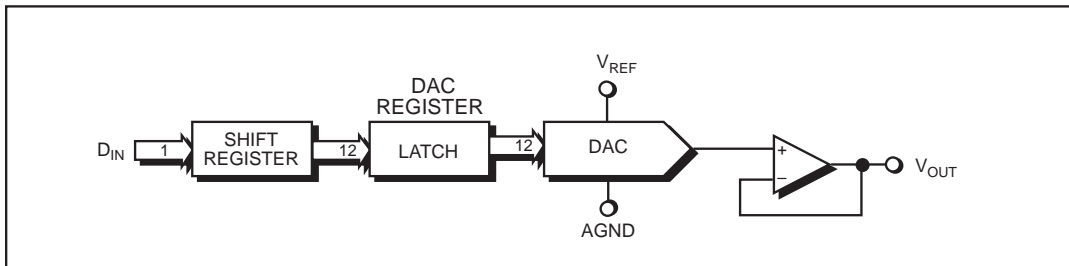 V_REF
DAC
REGISTER
D_IN
1
SHIFT
REGISTER
12
LATCH
12
DAC
+
–
V_OUT
AGND